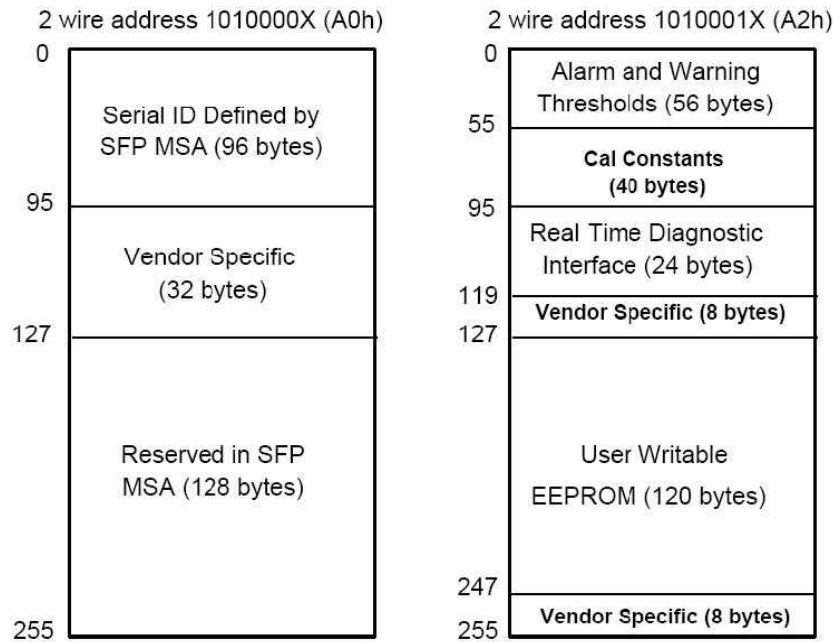 2 wire address 1010000X (A0h)
0
Serial ID Defined by
SFP MSA (96 bytes)
95
Vendor Specific
(32 bytes)
127
Reserved in SFP
MSA (128 bytes)
255
2 wire address 1010001X (A2h)
0
Alarm and Warning
Thresholds (56 bytes)
55
Cal Constants
(40 bytes)
95
Real Time Diagnostic
Interface (24 bytes)
119
Vendor Specific (8 bytes)
127
User Writable
EEPROM (120 bytes)
247
Vendor Specific (8 bytes)
255